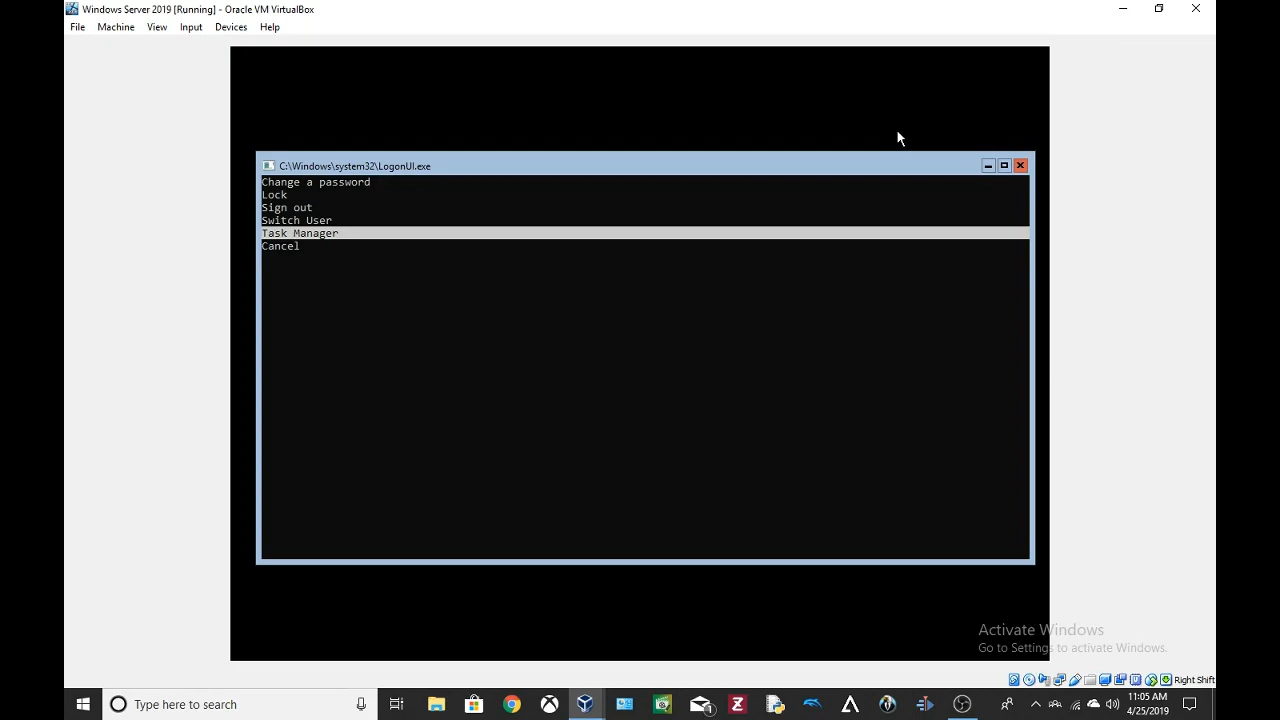 Windows Server 2019 [Running] - Oracle VM VirtualBox
File Machine View Input Devices Help
C:\Windows\system32\LogonUI.exe
Change a password
Lock
Sign out
Switch User
Task Manager
Cancel
Activate Windows
Go to Settings to activate Windows.
Right Shift
Type here to search
11:05 AM
4/25/2019